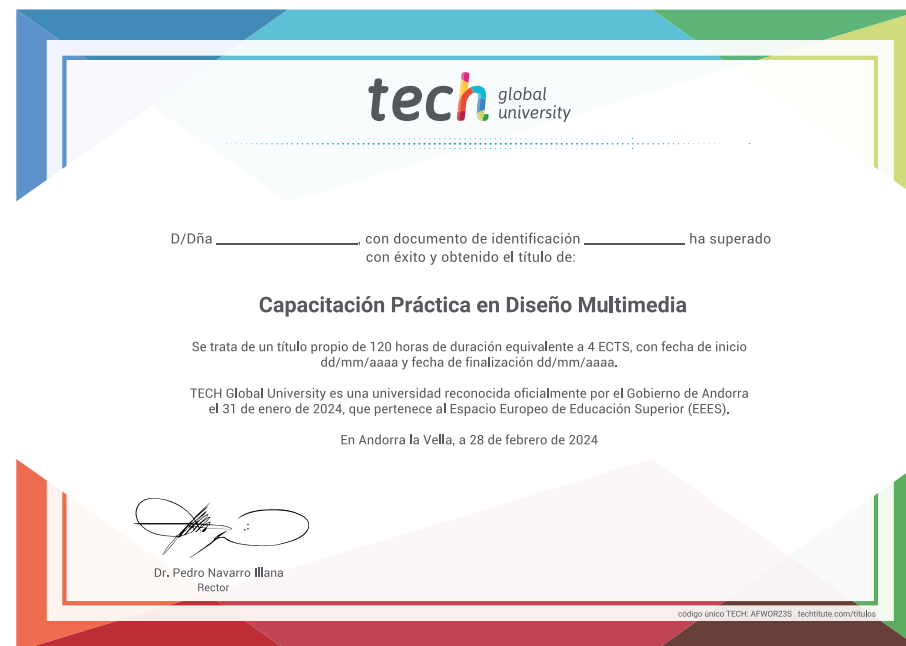 tech global
university
D/Dña ______________, con documento de identificación __________ ha superado
con éxito y obtenido el título de:
Capacitación Práctica en Diseño Multimedia
Se trata de un título propio de 120 horas de duración equivalente a 4 ECTS, con fecha de inicio
dd/mm/aaaa y fecha de finalización dd/mm/aaaa.
TECH Global University es una universidad reconocida oficialmente por el Gobierno de Andorra
el 31 de enero de 2024, que pertenece al Espacio Europeo de Educación Superior (EEES).
En Andorra la Vella, a 28 de febrero de 2024
Dr. Pedro Navarro Illana
Rector
código único TECH: AFWOR23S techtitute.com/titulos